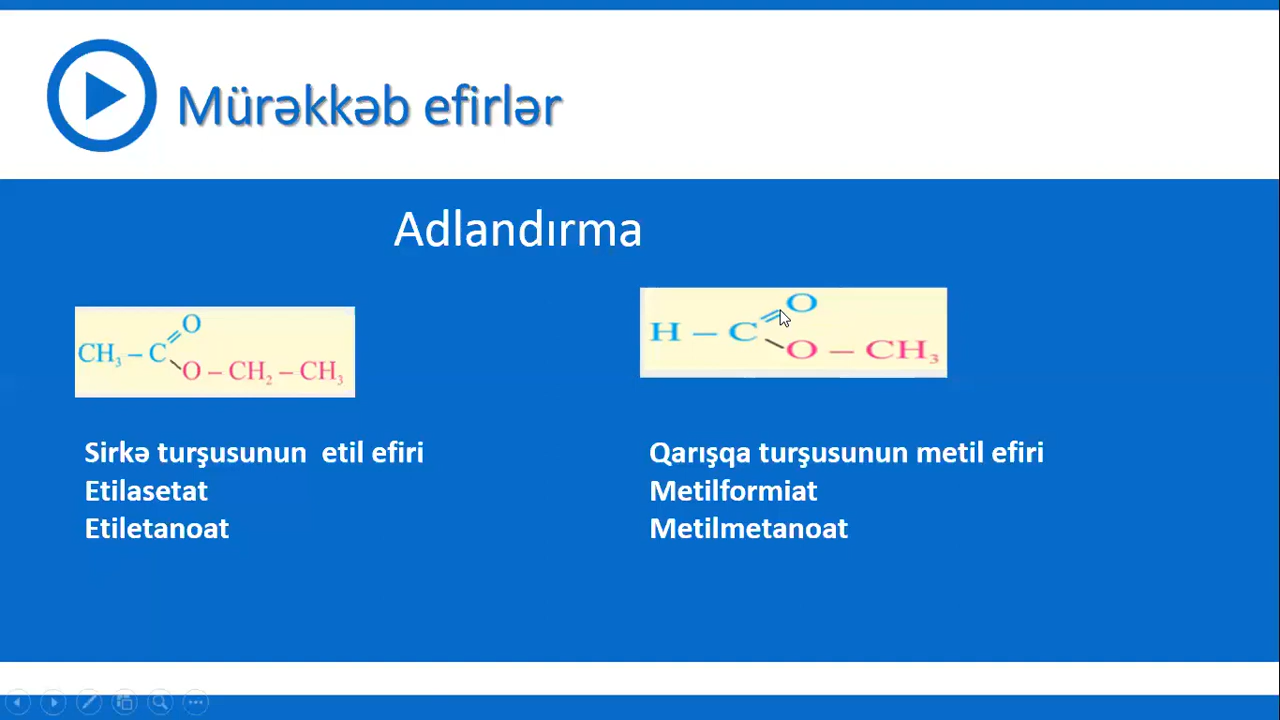 Mürəkkəb efirlər
Adlandırma
CH₃ – C
O
O – CH₂ – CH₃
H – C
O
O – CH₃
Sirkə turşusunun etil efiri
Etilasetat
Etiletanoat
Qarışqa turşusunun metil efiri
Metilformiat
Metilmetanoat